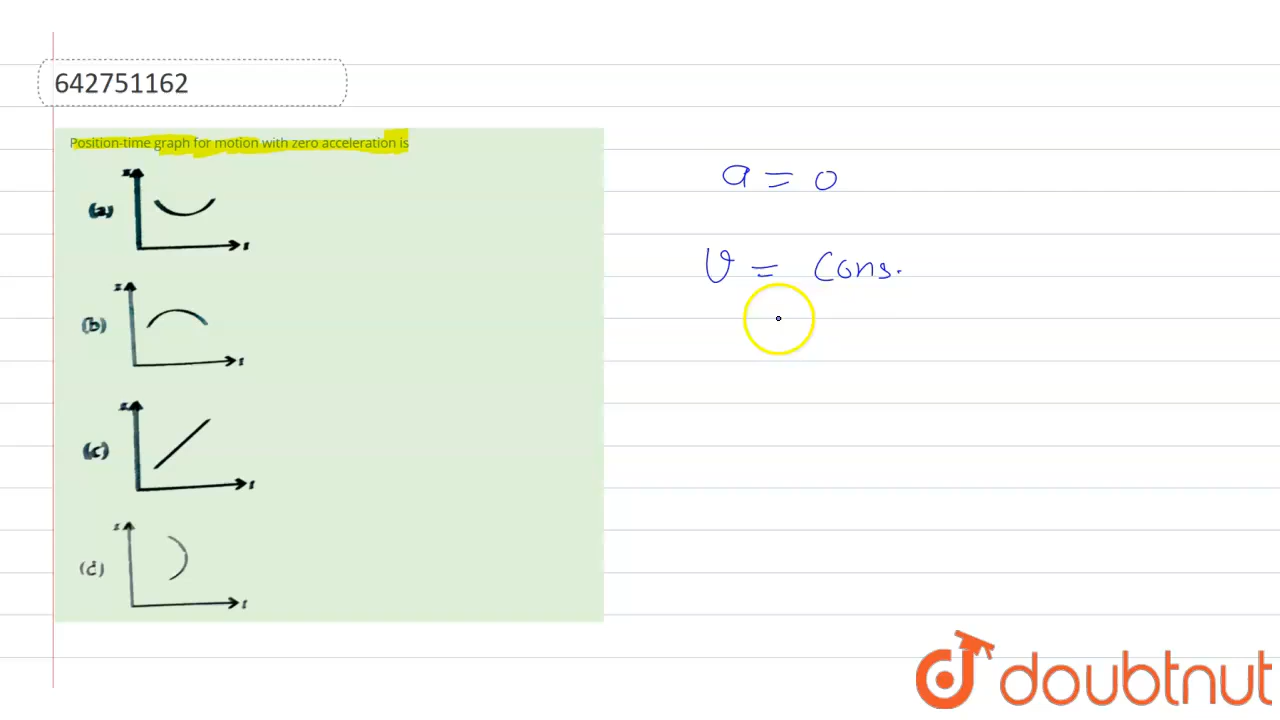 642751162
Position-time graph for motion with zero acceleration is
a = 0
(a)
v = Cons.
(b)
(c)
(d)
doubtnut